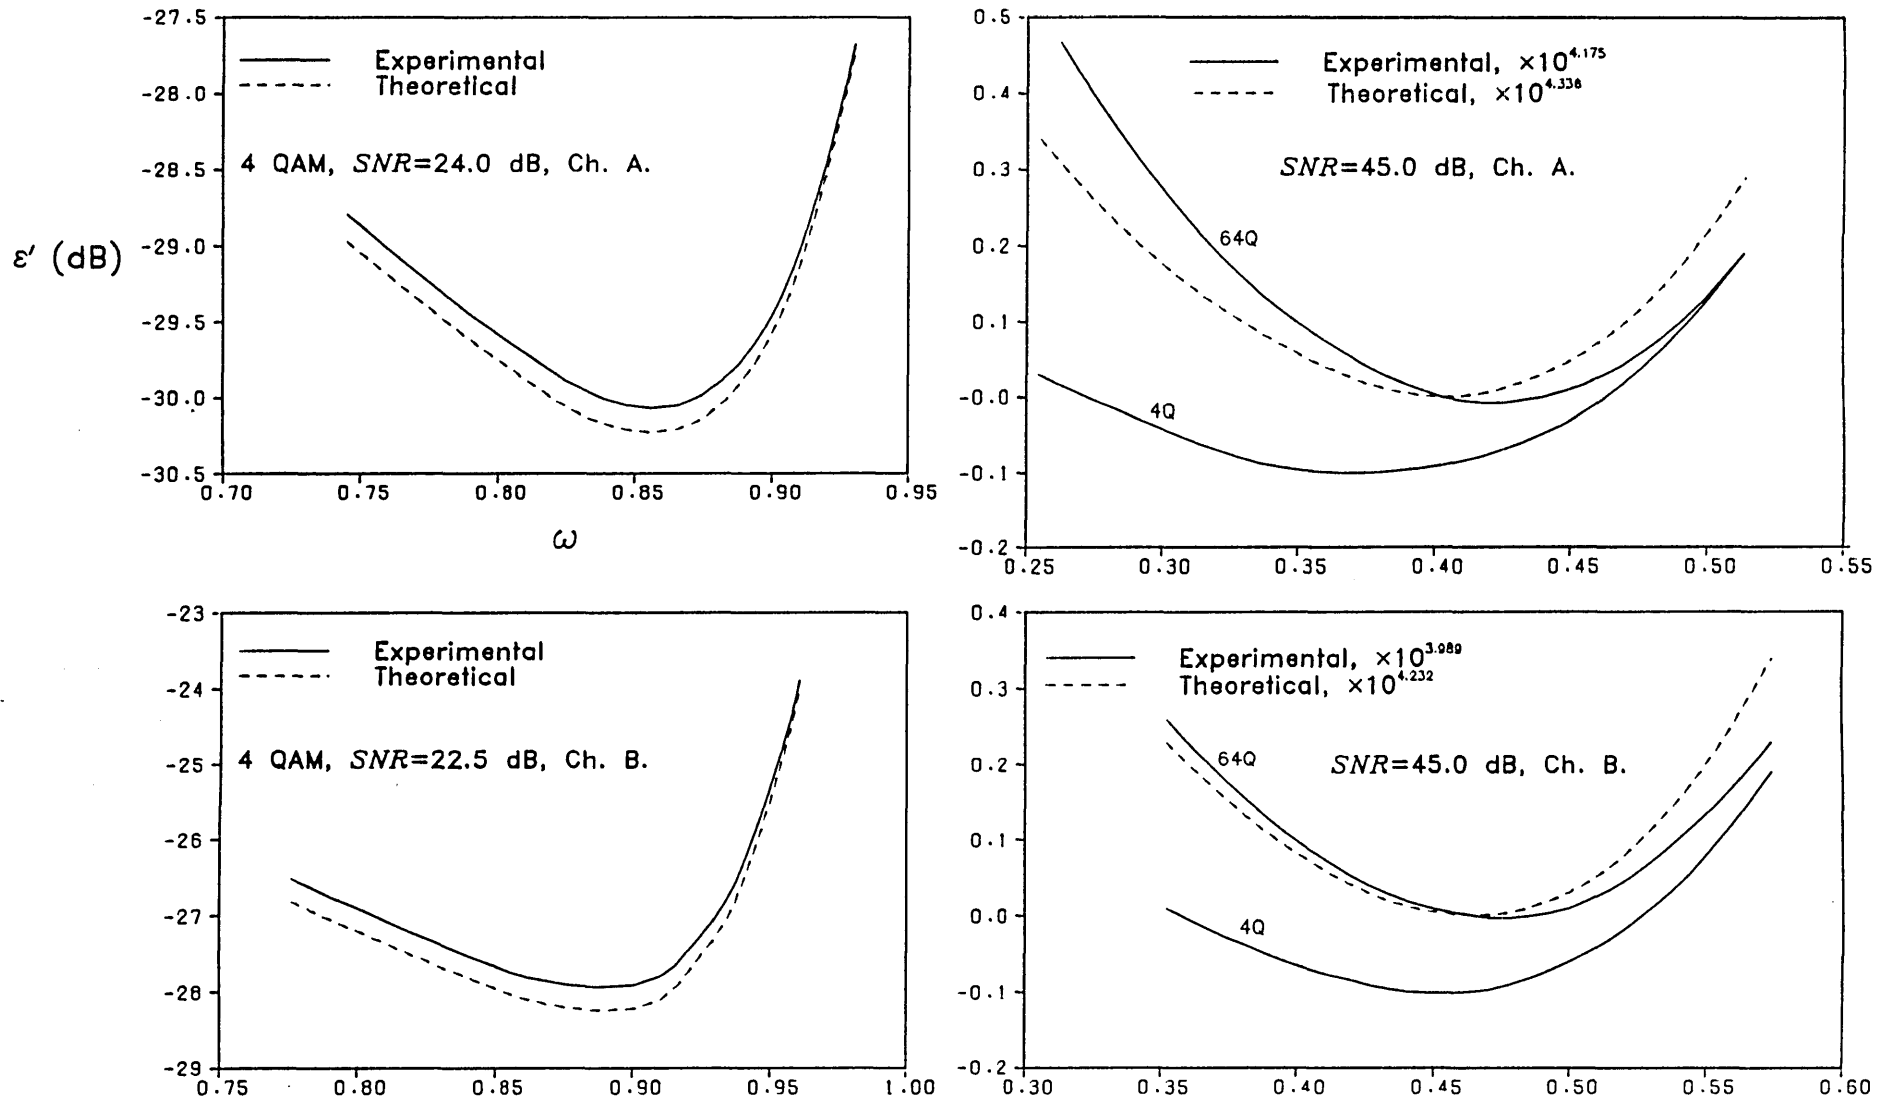 -27.5
-28.0
-28.5
-29.0
-29.5
-30.0
-30.5
ε′ (dB)
Experimental
Theoretical
4 QAM, SNR=24.0 dB, Ch. A.
0.70 0.75 0.80 0.85 0.90 0.95
ω
0.5
0.4
0.3
0.2
0.1
-0.0
-0.1
-0.2
Experimental, ×10^4.175
Theoretical, ×10^4.338
SNR=45.0 dB, Ch. A.
64Q
4Q
0.25 0.30 0.35 0.40 0.45 0.50 0.55
-23
-24
-25
-26
-27
-28
-29
Experimental
Theoretical
4 QAM, SNR=22.5 dB, Ch. B.
0.75 0.80 0.85 0.90 0.95 1.00
0.4
0.3
0.2
0.1
0.0
-0.1
-0.2
Experimental, ×10^3.989
Theoretical, ×10^4.232
64Q
SNR=45.0 dB, Ch. B.
4Q
0.30 0.35 0.40 0.45 0.50 0.55 0.60